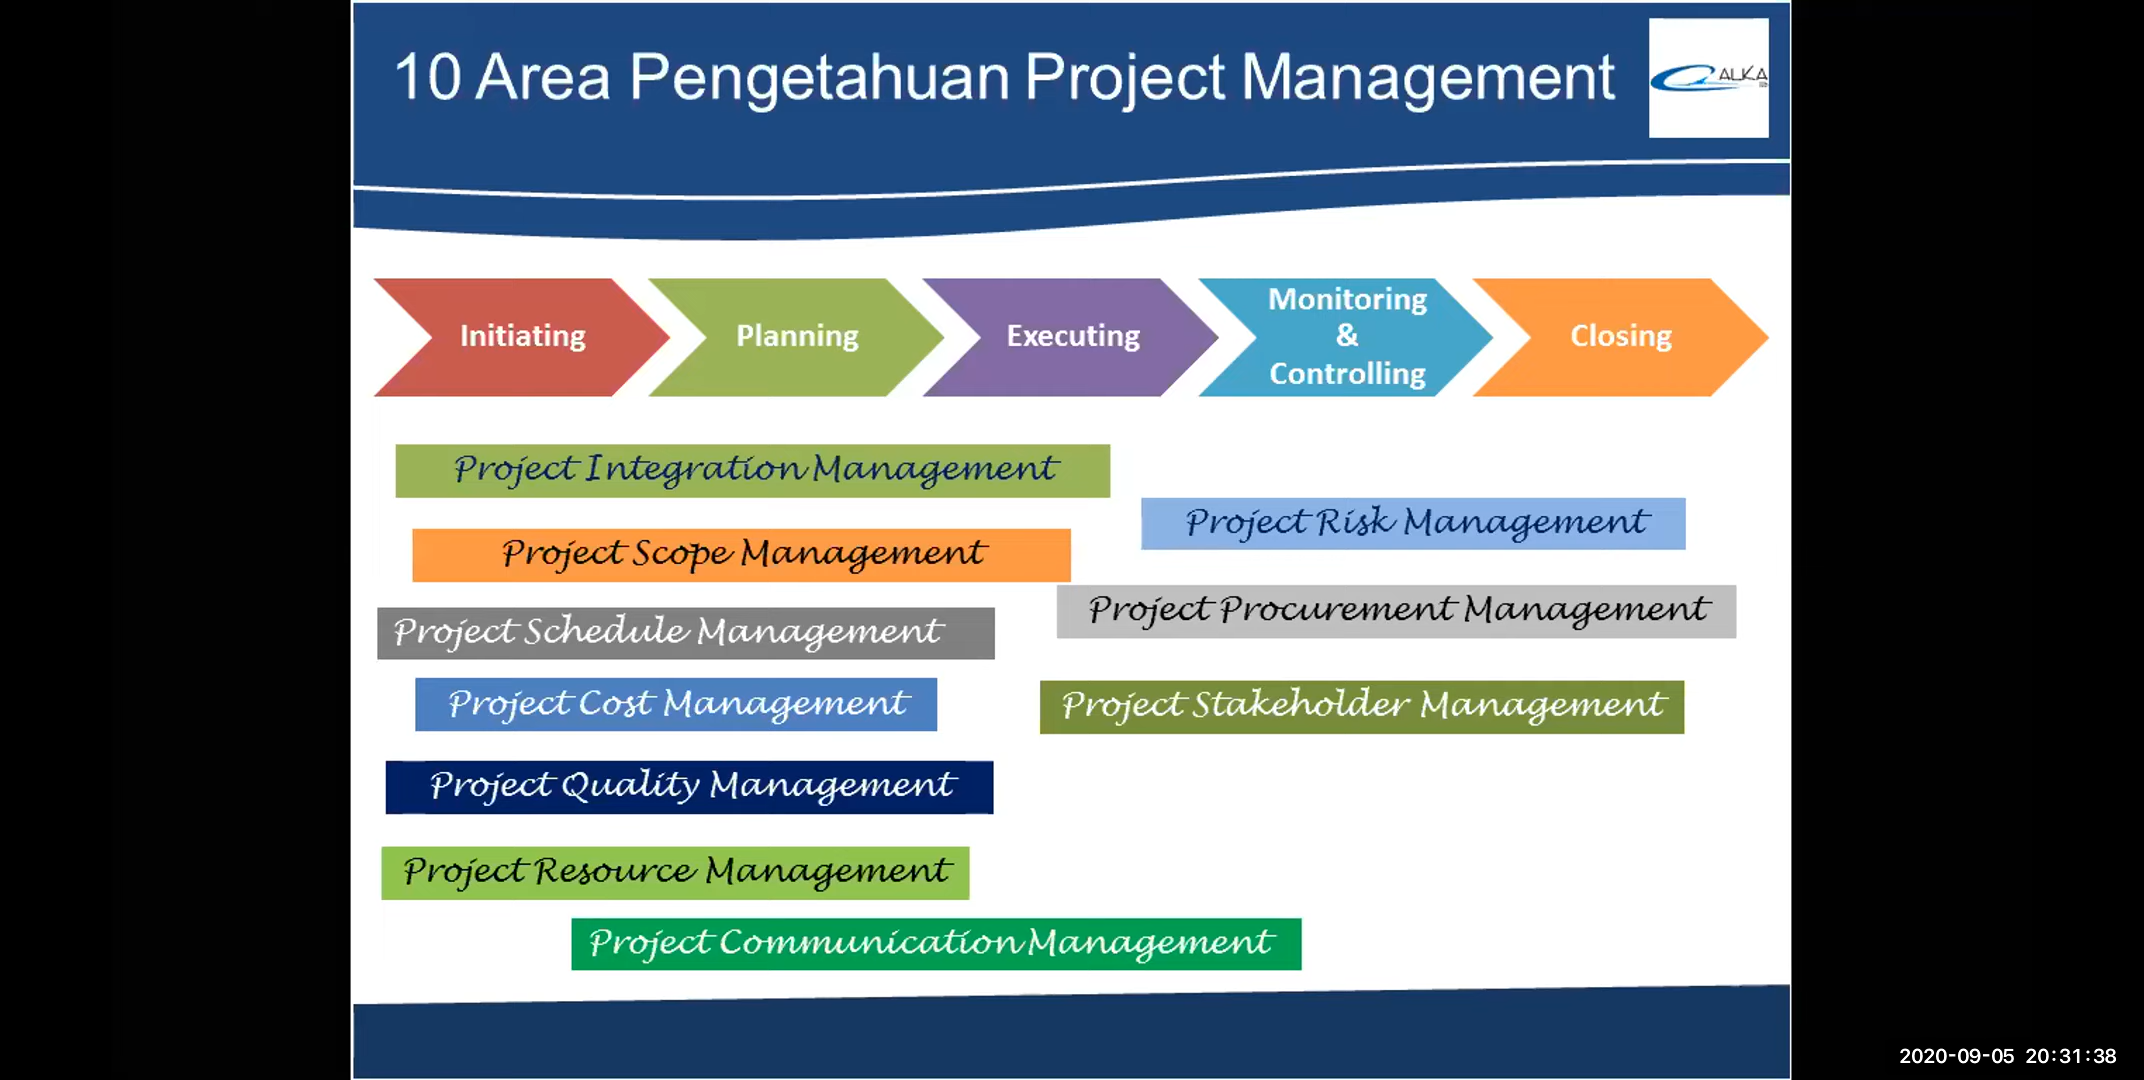 10 Area Pengetahuan Project Management
ALKA
Initiating
Planning
Executing
Monitoring
&
Controlling
Closing
Project Integration Management
Project Scope Management
Project Schedule Management
Project Cost Management
Project Quality Management
Project Resource Management
Project Communication Management
Project Risk Management
Project Procurement Management
Project Stakeholder Management
2020-09-05 20:31:38